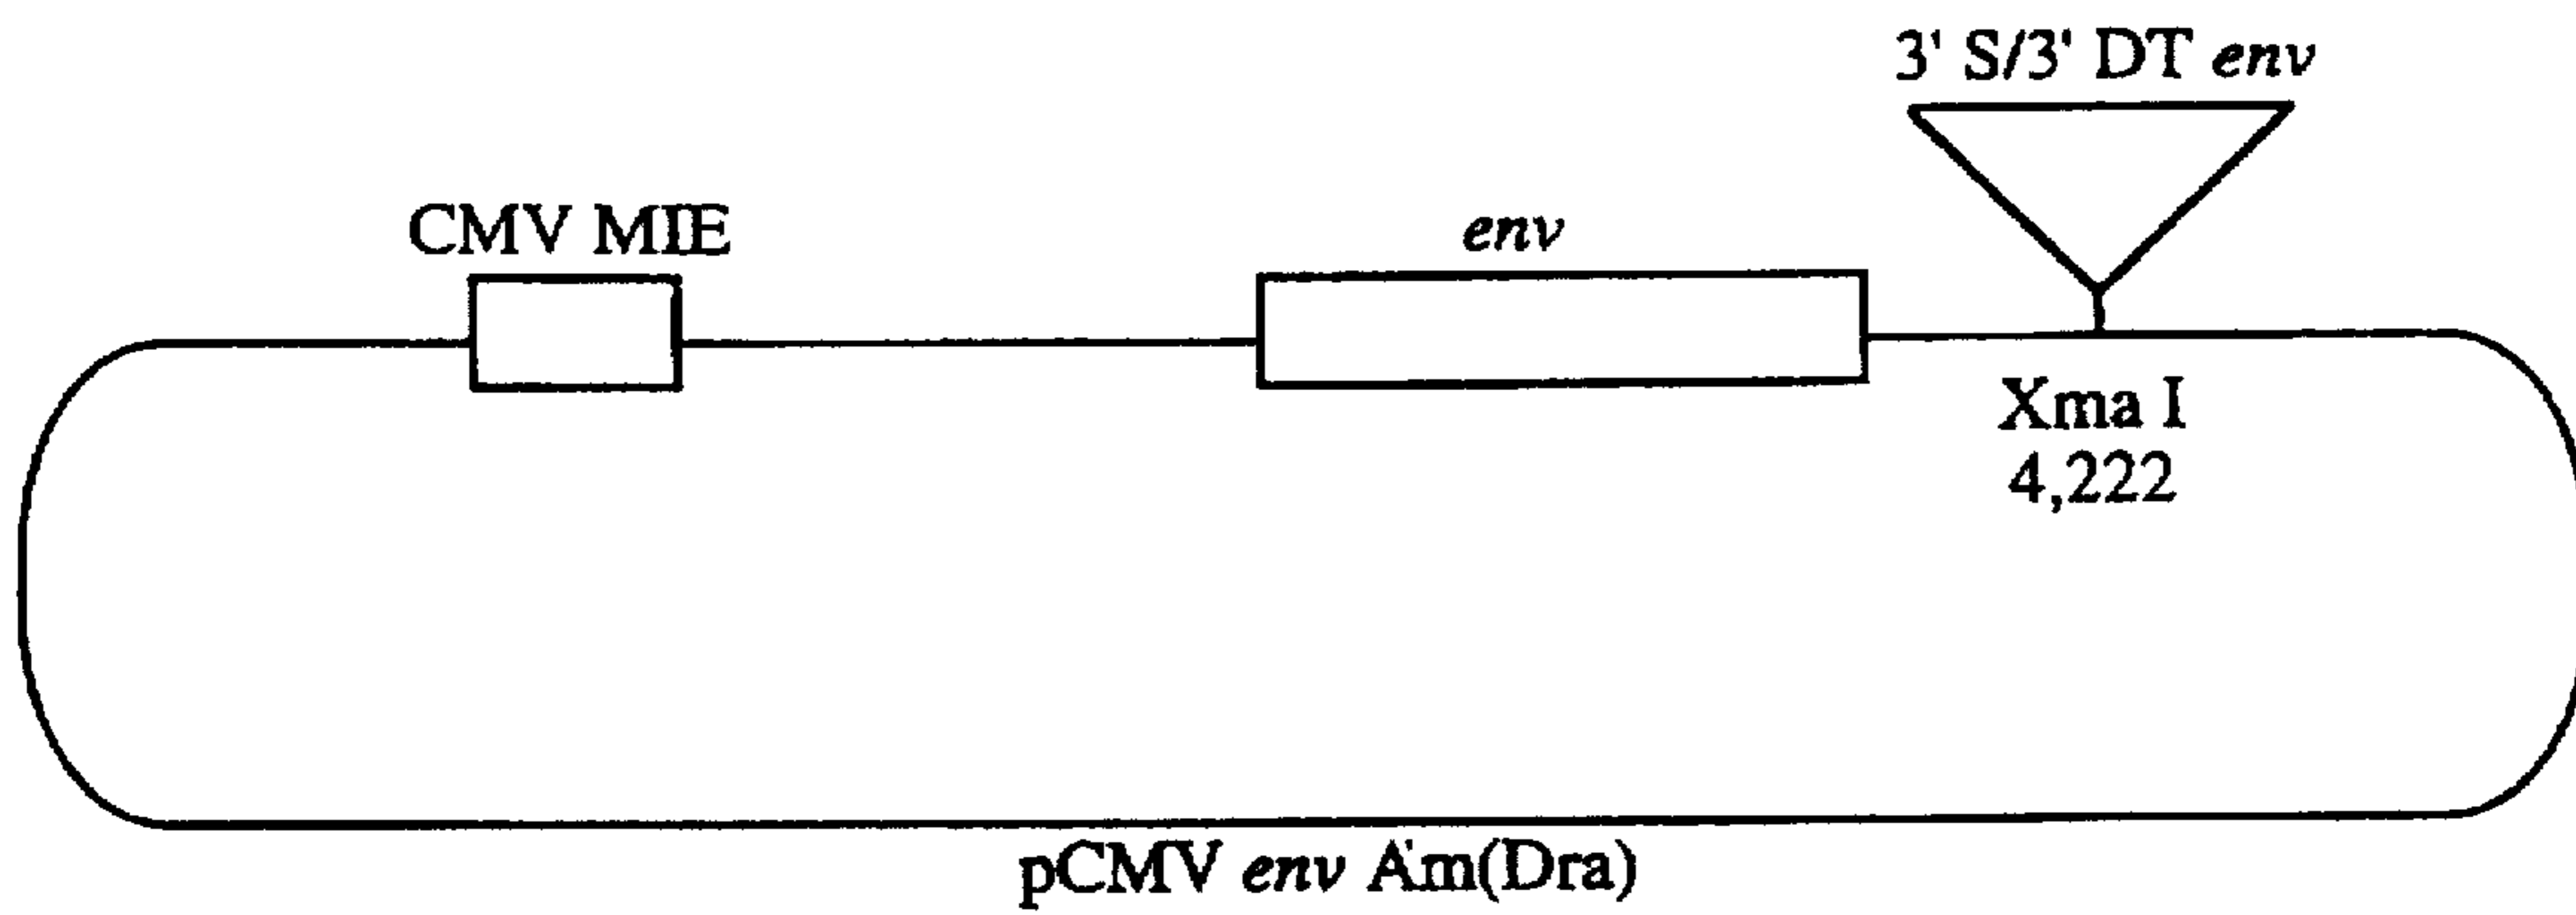 3' S/3' DT env
CMV MIE
env
Xma I
4,222
pCMV env Am(Dra)